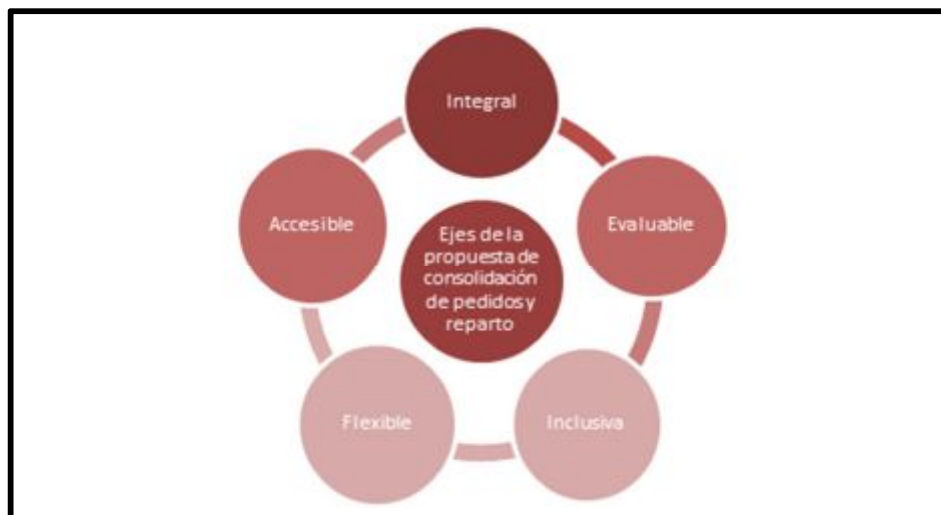 Integral
Accesible
Evaluable
Ejes de la
propuesta de
consolidación
de pedidos y
reparto
Flexible
Inclusiva